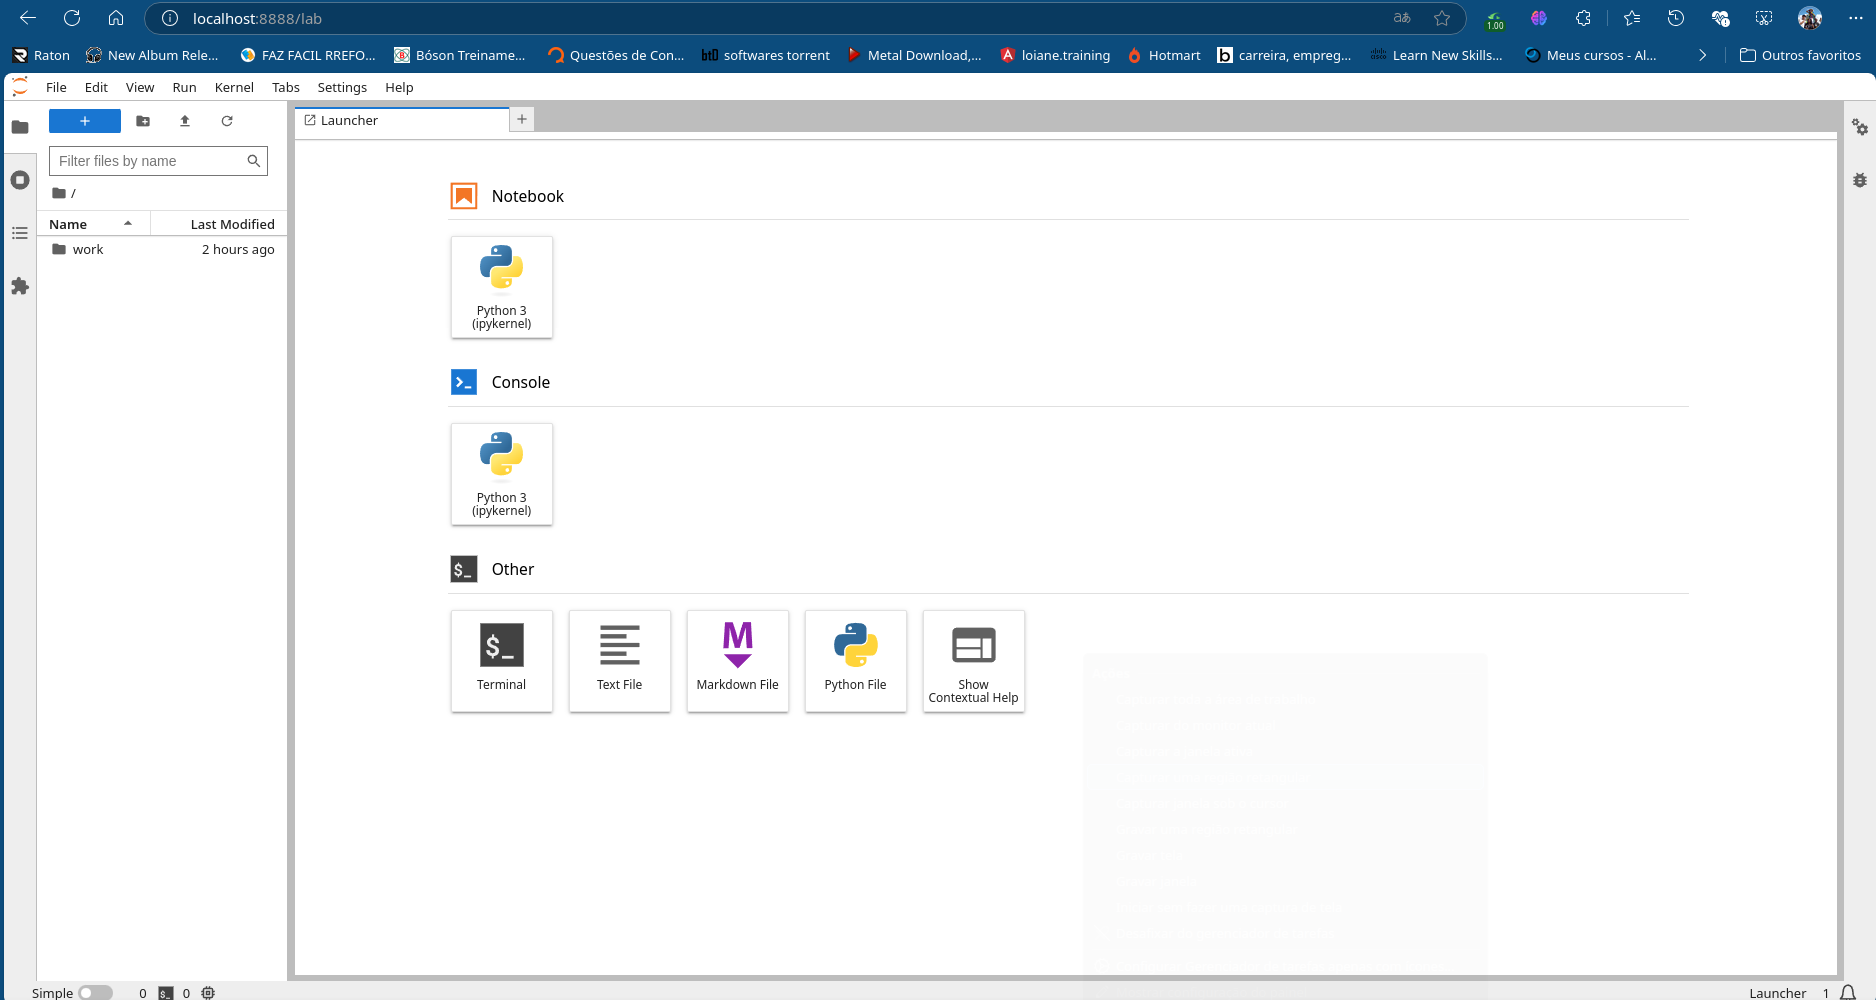 localhost:8888/lab
1.00
Raton New Album Rele... FAZ FACIL RREFO... Bóson Treiname... Questões de Con... softwares torrent Metal Download,... loiane.training Hotmart carreira, empreg... Learn New Skills... Meus cursos - Al... Outros favoritos
File Edit View Run Kernel Tabs Settings Help
Launcher
Filter files by name
/
Name Last Modified
work 2 hours ago
Notebook
Python 3
(ipykernel)
Console
Python 3
(ipykernel)
$_ Other
$_
Terminal
Text File
M
Markdown File
Python File
Show
Contextual Help
Simple 0 $_ 0 Launcher 1